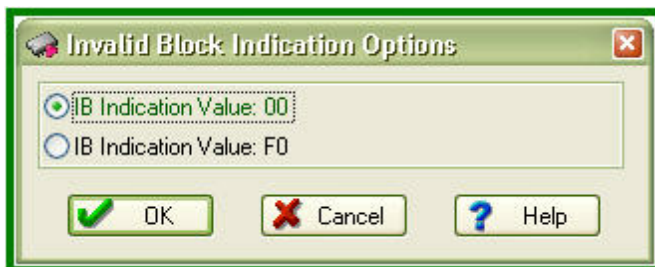 Invalid Block Indication Options
IB Indication Value: 00
IB Indication Value: F0
OK Cancel Help